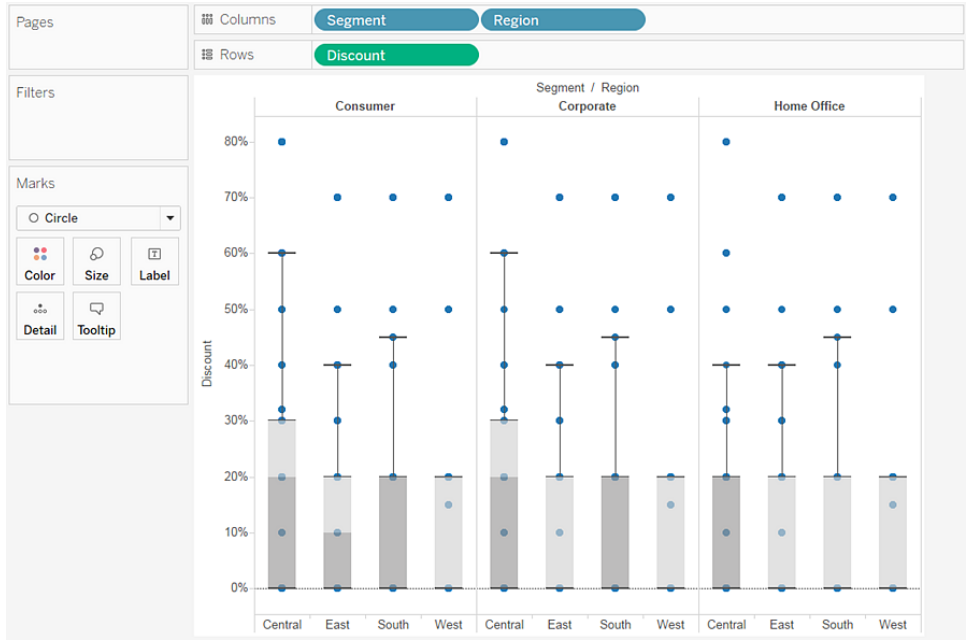 Pages
Columns
Segment
Region
Rows
Discount
Filters
Marks
Circle
Color
Size
Label
Detail
Tooltip
Segment / Region
Consumer
Corporate
Home Office
Discount
80%
70%
60%
50%
40%
30%
20%
10%
0%
Central East South West Central East South West Central East South West